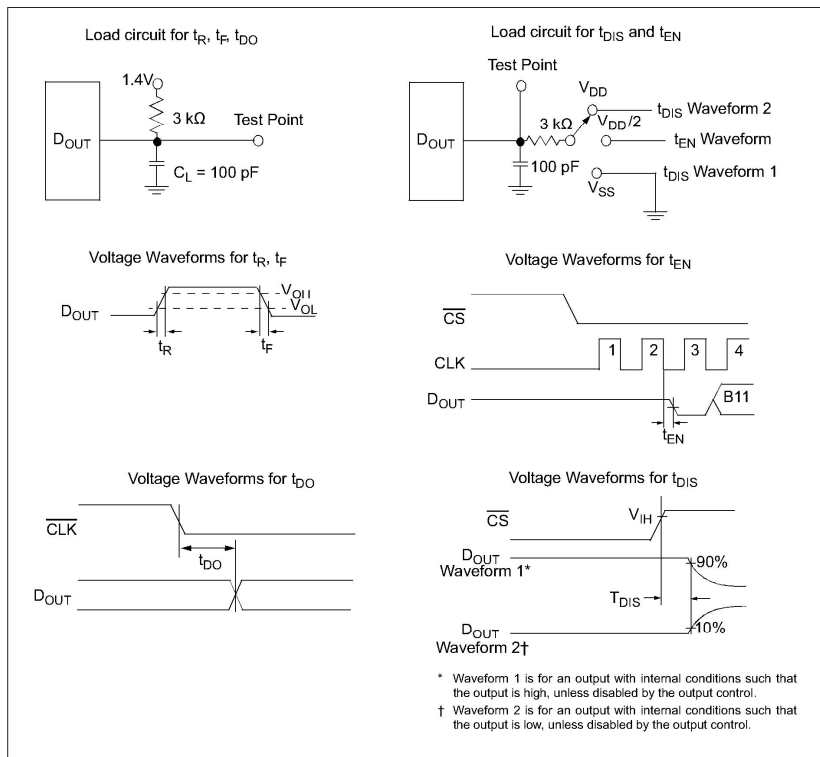 Load circuit for tR, tF, tDO
1.4V
3 kΩ
Test Point
DOUT
CL = 100 pF
Load circuit for tDIS and tEN
Test Point
VDD
tDIS Waveform 2
3 kΩ
VDD/2
DOUT
tEN Waveform
100 pF
tDIS Waveform 1
VSS
Voltage Waveforms for tR, tF
VOH
VOL
DOUT
tR
tF
Voltage Waveforms for tEN
CS
1 2 3 4
CLK
DOUT
B11
tEN
Voltage Waveforms for tDO
CLK
tDO
DOUT
Voltage Waveforms for tDIS
VIH
CS
DOUT
Waveform 1*
90%
TDIS
DOUT
10%
Waveform 2†
* Waveform 1 is for an output with internal conditions such that
the output is high, unless disabled by the output control.
† Waveform 2 is for an output with internal conditions such that
the output is low, unless disabled by the output control.